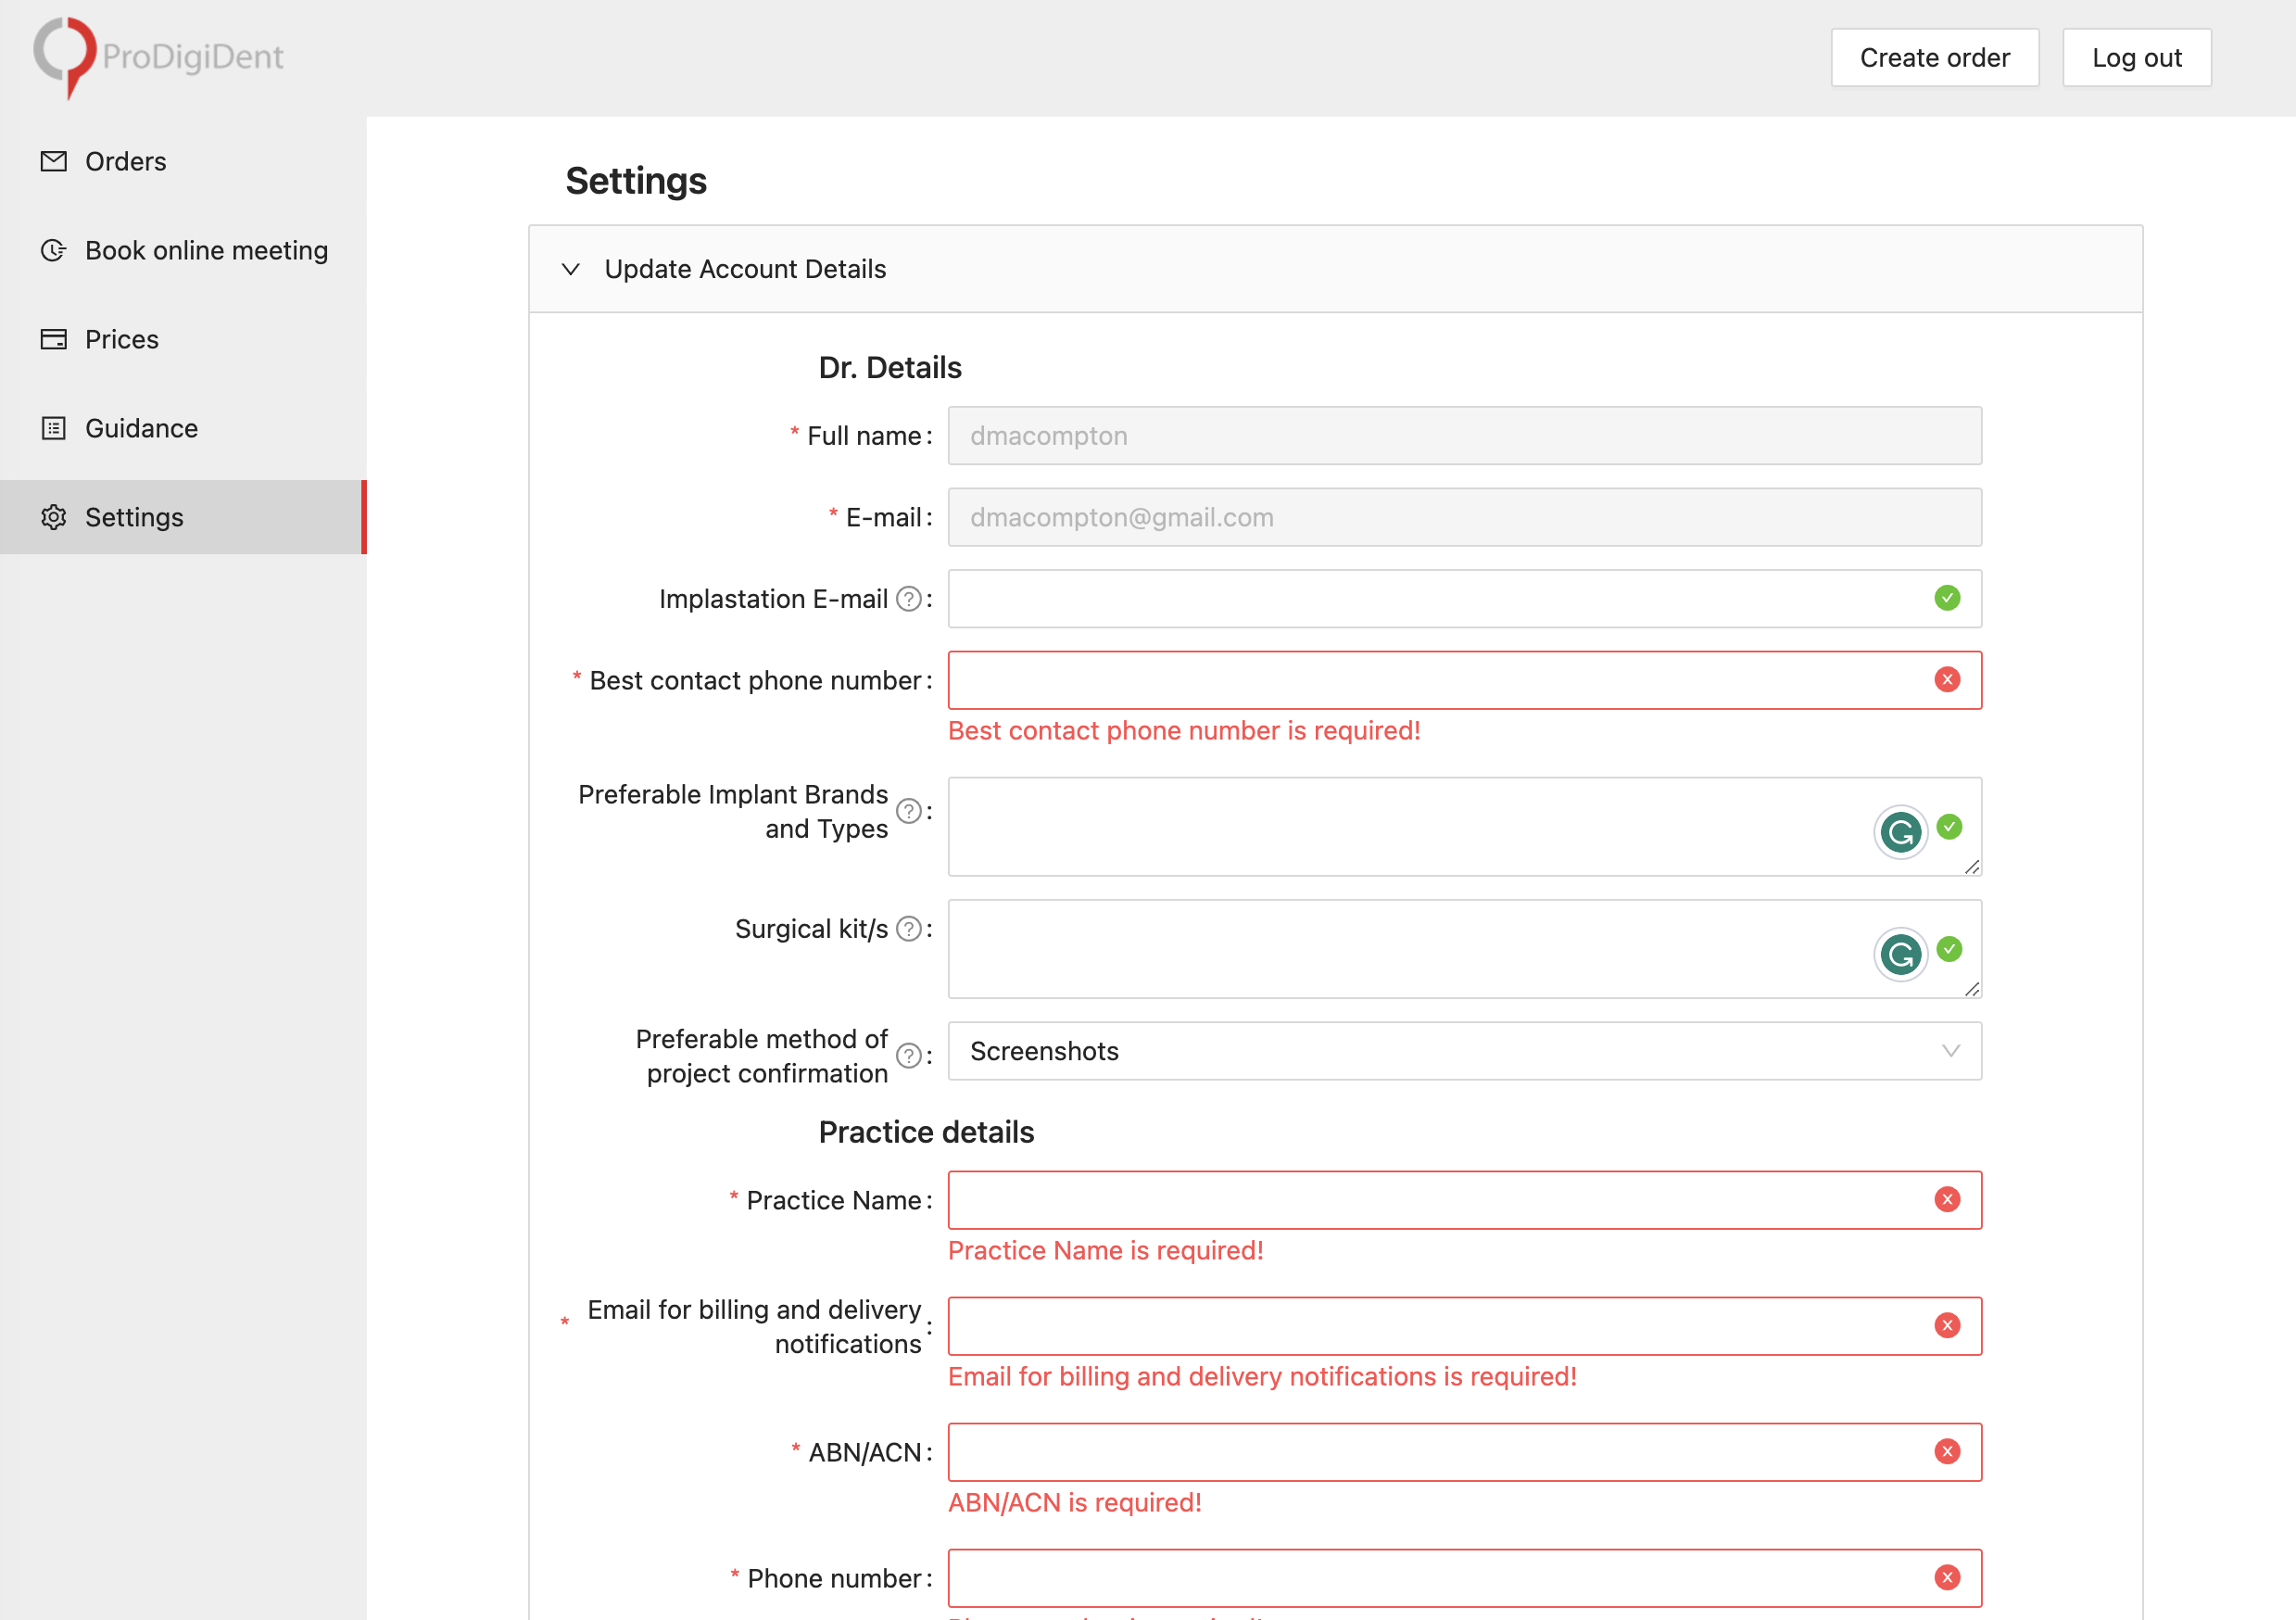 ProDigiDent
Create order
Log out
Orders
Book online meeting
Prices
Guidance
Settings
Settings
Update Account Details
Dr. Details
* Full name:
dmacompton
* E-mail:
dmacompton@gmail.com
Implastation E-mail ? :
* Best contact phone number:
Best contact phone number is required!
Preferable Implant Brands
and Types ? :
Surgical kit/s ? :
Preferable method of
project confirmation ? :
Screenshots
Practice details
* Practice Name:
Practice Name is required!
* Email for billing and delivery
notifications :
Email for billing and delivery notifications is required!
* ABN/ACN:
ABN/ACN is required!
* Phone number: